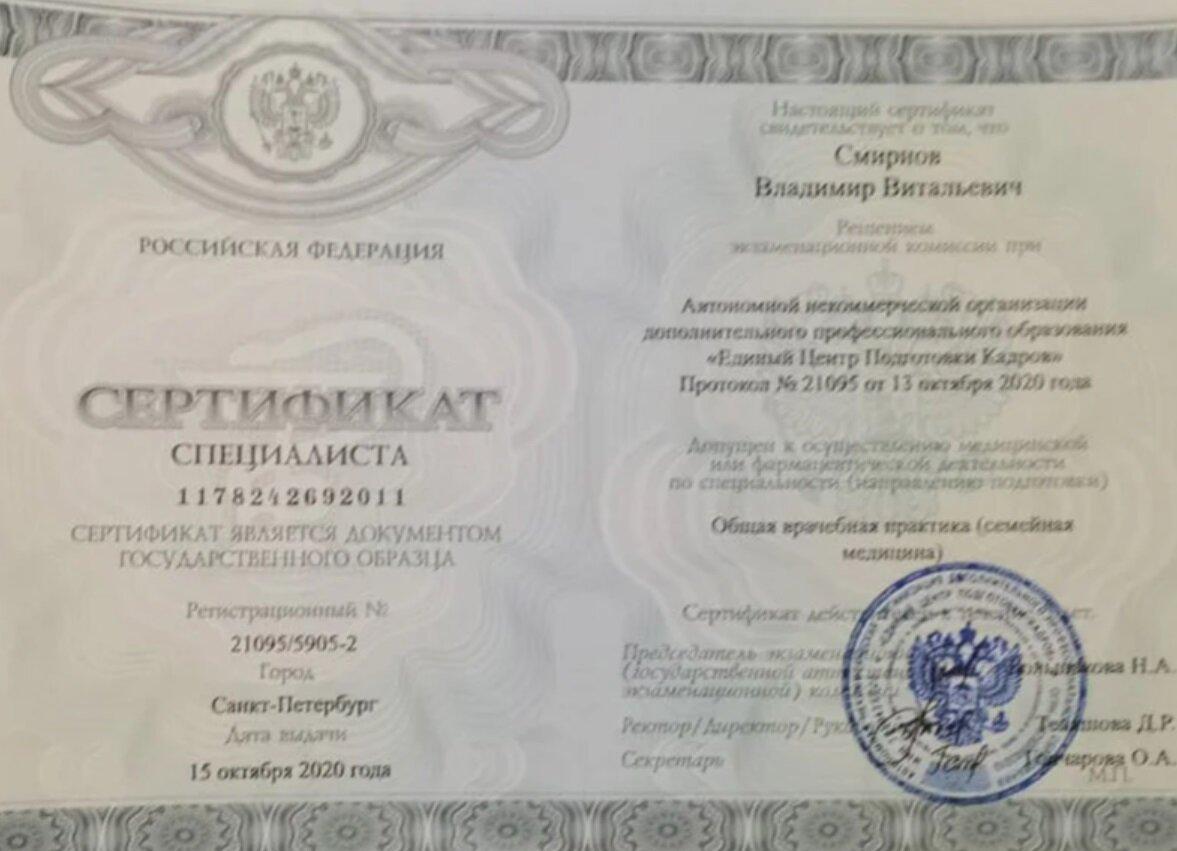 РОССИЙСКАЯ ФЕДЕРАЦИЯ
СЕРТИФИКАТ
СПЕЦИАЛИСТА
1178242692011
СЕРТИФИКАТ ЯВЛЯЕТСЯ ДОКУМЕНТОМ
ГОСУДАРСТВЕННОГО ОБРАЗЦА
Регистрационный №
21095/5905-2
Город
Санкт-Петербург
Дата выдачи
15 октября 2020 года
Настоящий сертификат
свидетельствует о том, что
Смирнов
Владимир Витальевич
Решением
экзаменационной комиссии при
Автономной некоммерческой организации
дополнительного профессионального образования
«Единый Центр Подготовки Кадров»
Протокол № 21095 от 13 октября 2020 года
Допущен к осуществлению медицинской
или фармацевтической деятельности
по специальности (направлению подготовки)
Общая врачебная практика (семейная
медицина)
Сертификат
Председатель
(государственной
экзаменационной)
Н.А.
Ректор/Директор/
Д.Р.
Секретарь
О.А.
М.П.